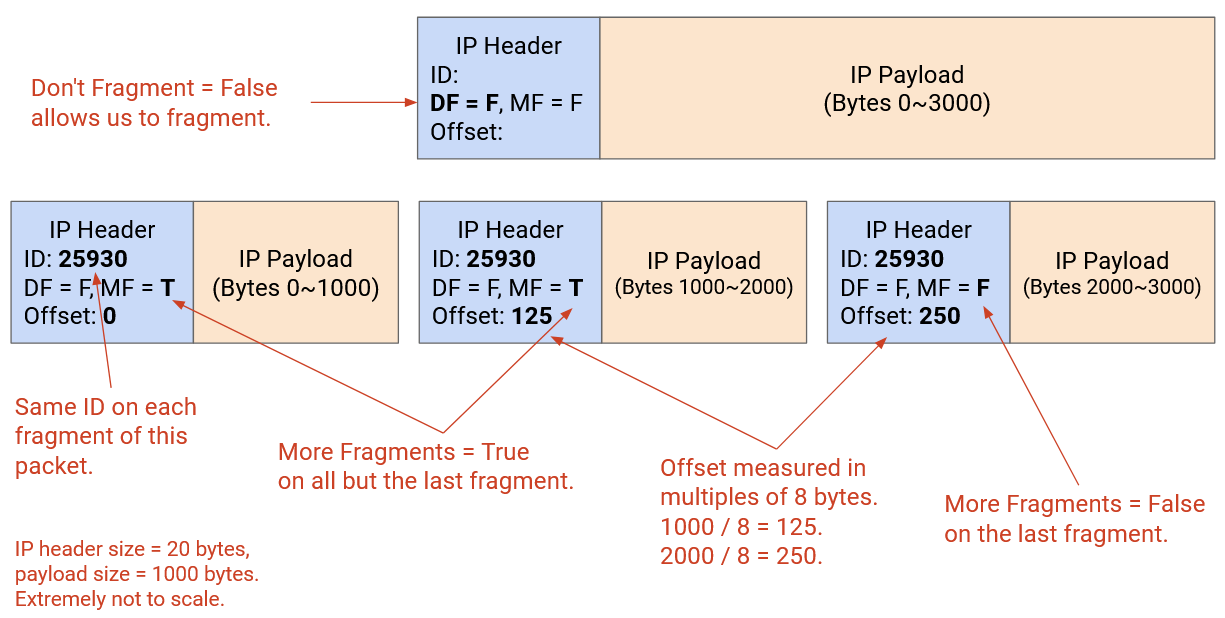 Don't Fragment = False
allows us to fragment.
IP Header
ID:
DF = F, MF = F
Offset:
IP Payload
(Bytes 0~3000)
IP Header
ID: 25930
DF = F, MF = T
Offset: 0
IP Payload
(Bytes 0~1000)
IP Header
ID: 25930
DF = F, MF = T
Offset: 125
IP Payload
(Bytes 1000~2000)
IP Header
ID: 25930
DF = F, MF = F
Offset: 250
IP Payload
(Bytes 2000~3000)
Same ID on each
fragment of this
packet.
More Fragments = True
on all but the last fragment.
Offset measured in
multiples of 8 bytes.
1000 / 8 = 125.
2000 / 8 = 250.
More Fragments = False
on the last fragment.
IP header size = 20 bytes,
payload size = 1000 bytes.
Extremely not to scale.